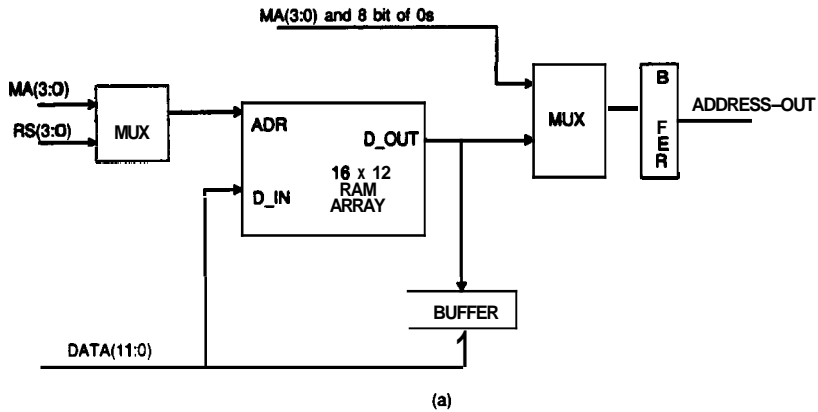 MA(3:0) and 8 bit of 0s
MA(3:0)
RS(3:0)
MUX
ADR
D_OUT
D_IN
16 x 12
RAM
ARRAY
MUX
B
FER
ADDRESS-OUT
BUFFER
DATA(11:0)
(a)